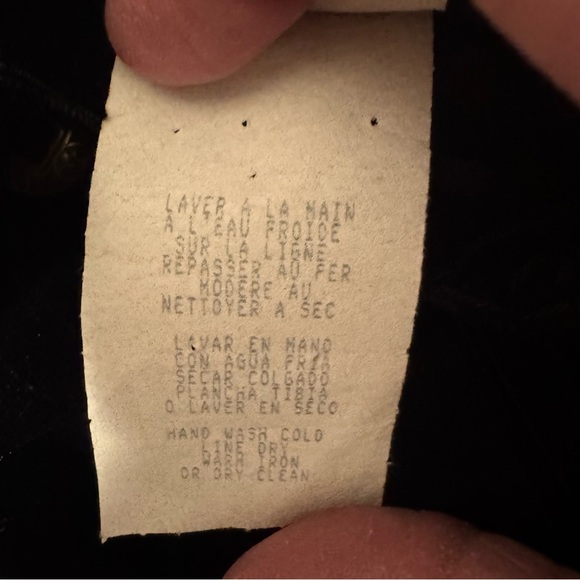 LAVER A LA MAIN
A L'EAU FROIDE
SUR LA LIGNE
REPASSER AU FER
MODERE AU
NETTOYER A SEC
LAVAR EN MANO
CON AGUA FRIA
SECAR COLGADO
PLANCHA TIBIA
O LAVER EN SECO
HAND WASH COLD
LINE DRY
WARM IRON
OR DRY CLEAN